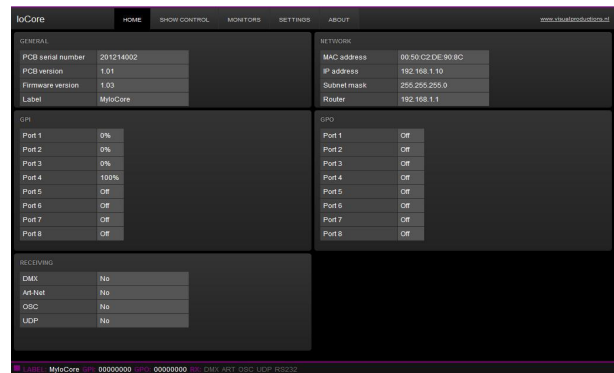 IoCore HOME SHOW CONTROL MONITORS SETTINGS ABOUT www.visualproductions.nl
GENERAL
PCB serial number 201214002
PCB version 1.01
Firmware version 1.03
Label MyIoCore
NETWORK
MAC address 00:50:C2:DE:90:8C
IP address 192.168.1.10
Subnet mask 255.255.255.0
Router 192.168.1.1
GPI
Port 1 0%
Port 2 0%
Port 3 0%
Port 4 100%
Port 5 Off
Port 6 Off
Port 7 Off
Port 8 Off
GPO
Port 1 Off
Port 2 Off
Port 3 Off
Port 4 Off
Port 5 Off
Port 6 Off
Port 7 Off
Port 8 Off
RECEIVING
DMX No
Art-Net No
OSC No
UDP No
LABEL: MyIoCore GPI: 00000000 GPO: 00000000 RX: DMX ART OSC UDP RS232